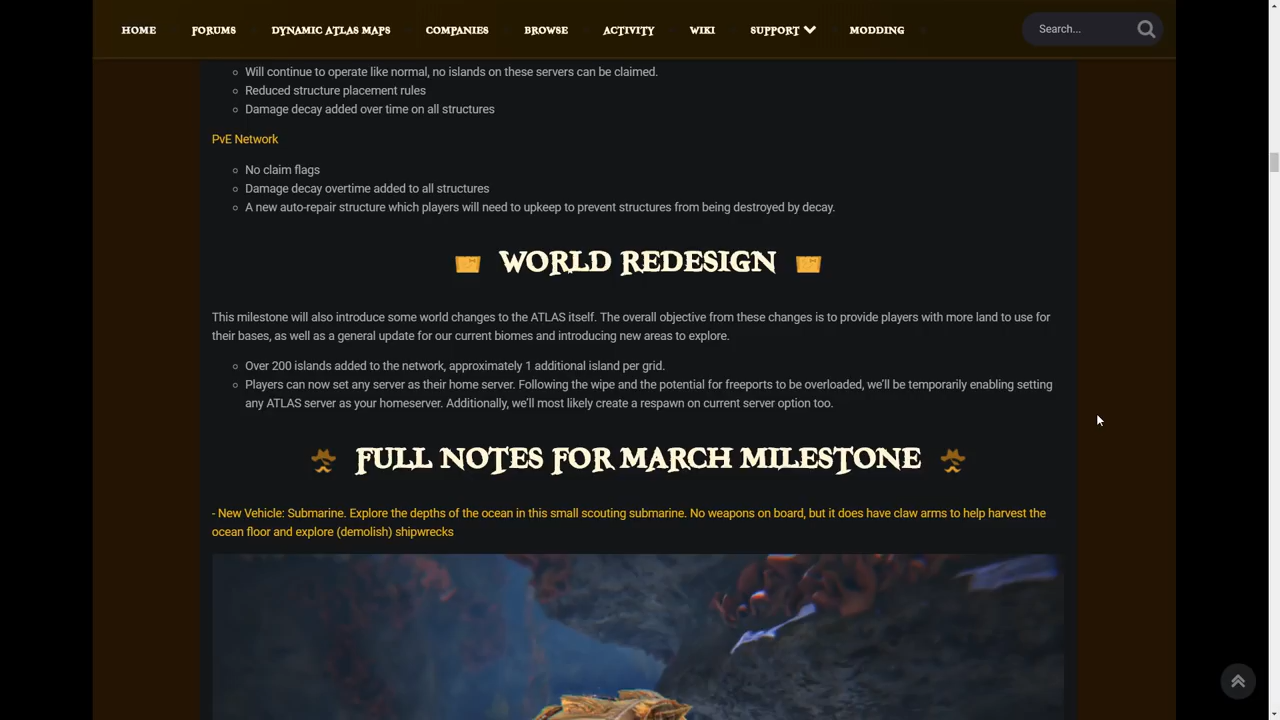 HOME FORUMS DYNAMIC ATLAS MAPS COMPANIES BROWSE ACTIVITY WIKI SUPPORT MODDING Search...
Will continue to operate like normal, no islands on these servers can be claimed.
Reduced structure placement rules
Damage decay added over time on all structures
PvE Network
No claim flags
Damage decay overtime added to all structures
A new auto-repair structure which players will need to upkeep to prevent structures from being destroyed by decay.
WORLD REDESIGN
This milestone will also introduce some world changes to the ATLAS itself. The overall objective from these changes is to provide players with more land to use for
their bases, as well as a general update for our current biomes and introducing new areas to explore.
Over 200 islands added to the network, approximately 1 additional island per grid.
Players can now set any server as their home server. Following the wipe and the potential for freeports to be overloaded, we'll be temporarily enabling setting
any ATLAS server as your homeserver. Additionally, we'll most likely create a respawn on current server option too.
FULL NOTES FOR MARCH MILESTONE
- New Vehicle: Submarine. Explore the depths of the ocean in this small scouting submarine. No weapons on board, but it does have claw arms to help harvest the
ocean floor and explore (demolish) shipwrecks